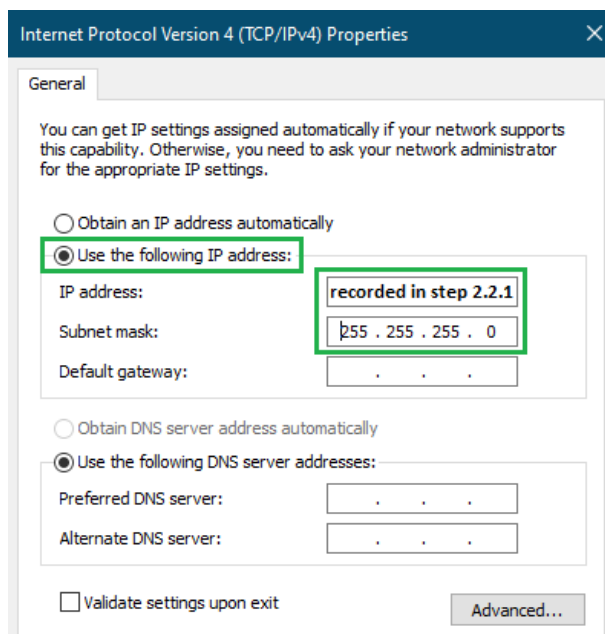 Internet Protocol Version 4 (TCP/IPv4) Properties
General
You can get IP settings assigned automatically if your network supports
this capability. Otherwise, you need to ask your network administrator
for the appropriate IP settings.
Obtain an IP address automatically
Use the following IP address:
IP address: recorded in step 2.2.1
Subnet mask: 255 . 255 . 255 . 0
Default gateway: . . .
Obtain DNS server address automatically
Use the following DNS server addresses:
Preferred DNS server: . . .
Alternate DNS server: . . .
Validate settings upon exit
Advanced...